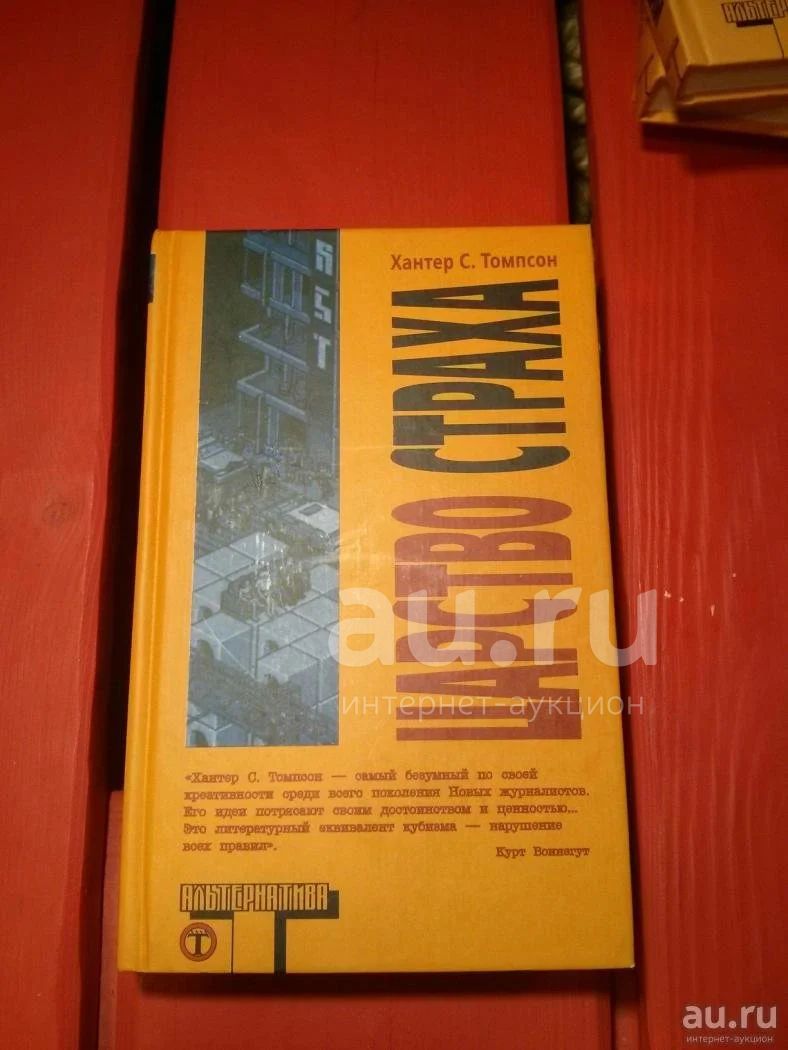 АЛЬТЕРН
Хантер С. Томпсон
ЦАРСТВО СТРАХА
AST
au.ru
интернет-аукцион
«Хантер С. Томпсон — самый безумный по своей
креативности среди всего поколения Новых журналистов.
Его идеи потрясают своим достоинством и ценностью...
Это литературный эквивалент кубизма — нарушение
всех правил».
Курт Воннегут
АЛЬТЕРНАТИВА
Т
au.ru
интернет-аукцион